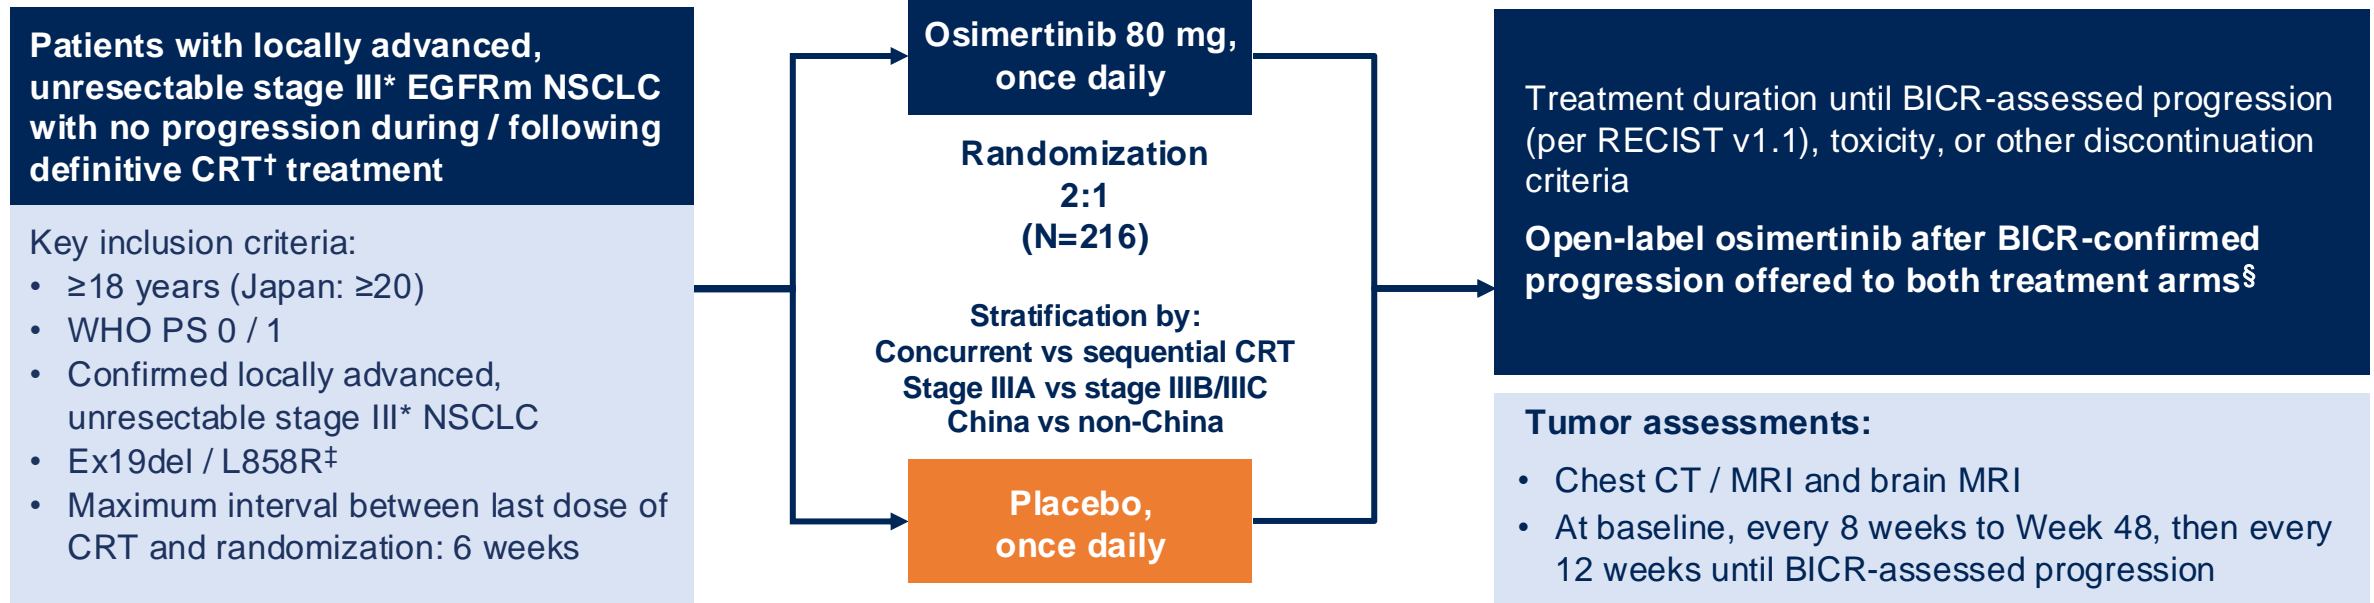 Patients with locally advanced,
unresectable stage III* EGFRm NSCLC
with no progression during / following
definitive CRT† treatment
Key inclusion criteria:
• ≥18 years (Japan: ≥20)
• WHO PS 0 / 1
• Confirmed locally advanced,
unresectable stage III* NSCLC
• Ex19del / L858R‡
• Maximum interval between last dose of
CRT and randomization: 6 weeks
Osimertinib 80 mg,
once daily
Randomization
2:1
(N=216)
Stratification by:
Concurrent vs sequential CRT
Stage IIIA vs stage IIIB/IIIC
China vs non-China
Placebo,
once daily
Treatment duration until BICR-assessed progression
(per RECIST v1.1), toxicity, or other discontinuation
criteria
Open-label osimertinib after BICR-confirmed
progression offered to both treatment arms§
Tumor assessments:
• Chest CT / MRI and brain MRI
• At baseline, every 8 weeks to Week 48, then every
12 weeks until BICR-assessed progression